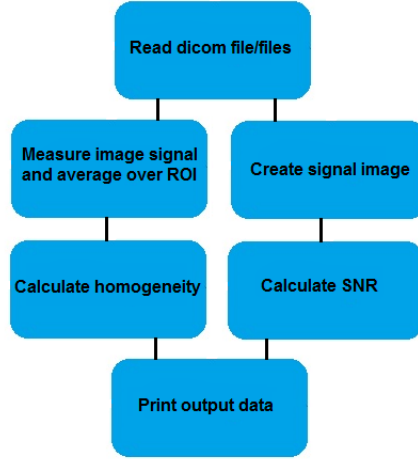 Read dicom file/files
Measure image signal
and average over ROI
Create signal image
Calculate homogeneity
Calculate SNR
Print output data